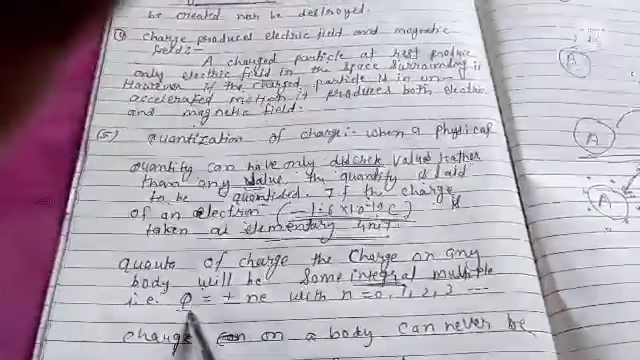 be created nor be destroyed.
(4) Charge produces electric field and magnetic
field:-
A charged particle at rest produce
only electric field in the space surrounding it
However if the charged particle is in un-
accelerated motion it produces both electric
and magnetic field.
(5) Quantization of charge:- when a physical
quantity can have only discrete value rather
than any value the quantity is said
to be quantised. If the charge
of an electron (-1.6 × 10⁻¹⁹ C) is
taken as elementary unit
quanta of charge the charge on any
body will be some integral multiple
i.e. Q = ± ne with n = 0, 1, 2, 3 ---
charge on on a body can never be
A
A
A